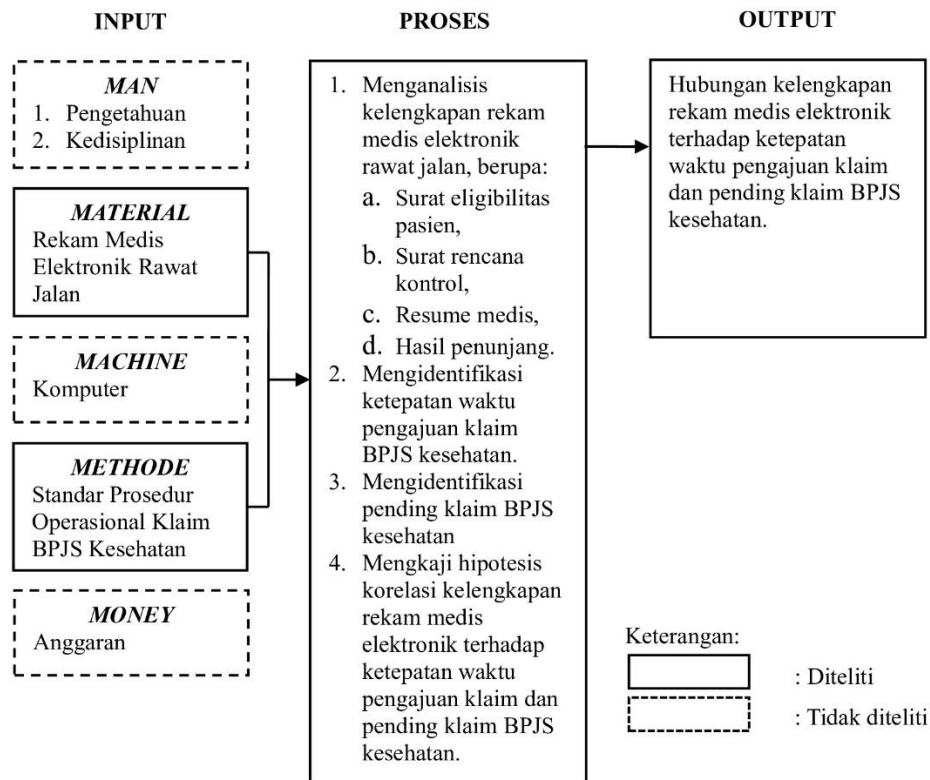 INPUT
MAN
1. Pengetahuan
2. Kedisiplinan
MATERIAL
Rekam Medis
Elektronik Rawat
Jalan
MACHINE
Komputer
METHODE
Standar Prosedur
Operasional Klaim
BPJS Kesehatan
MONEY
Anggaran
PROSES
1. Menganalisis
kelengkapan rekam
medis elektronik
rawat jalan, berupa:
a. Surat eligibilitas
pasien,
b. Surat rencana
kontrol,
c. Resume medis,
d. Hasil penunjang.
2. Mengidentifikasi
ketepatan waktu
pengajuan klaim
BPJS kesehatan.
3. Mengidentifikasi
pending klaim BPJS
kesehatan
4. Mengkaji hipotesis
korelasi kelengkapan
rekam medis
elektronik terhadap
ketepatan waktu
pengajuan klaim dan
pending klaim BPJS
kesehatan.
OUTPUT
Hubungan kelengkapan
rekam medis elektronik
terhadap ketepatan
waktu pengajuan klaim
dan pending klaim BPJS
kesehatan.
Keterangan:
: Diteliti
: Tidak diteliti